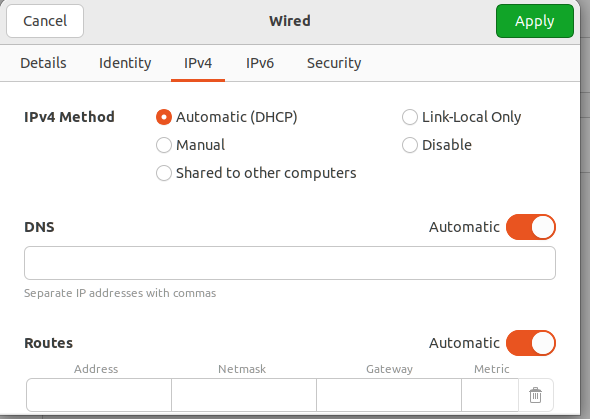 Cancel Wired Apply
Details Identity IPv4 IPv6 Security
IPv4 Method Automatic (DHCP) Link-Local Only
Manual Disable
Shared to other computers
DNS Automatic
Separate IP addresses with commas
Routes Automatic
Address Netmask Gateway Metric